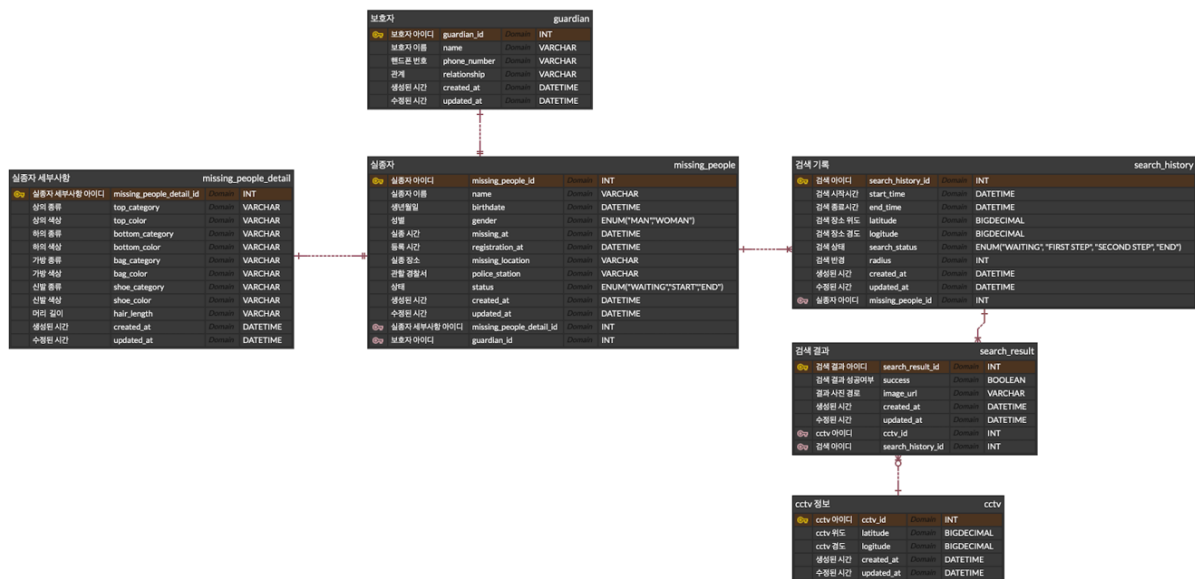 보호자 guardian
보호자 아이디 guardian_id Domain INT
보호자 이름 name Domain VARCHAR
핸드폰 번호 phone_number Domain VARCHAR
관계 relationship Domain VARCHAR
생성된 시간 created_at Domain DATETIME
수정된 시간 updated_at Domain DATETIME
실종자 세부사항 missing_people_detail
실종자 세부사항 아이디 missing_people_detail_id Domain INT
상의 종류 top_category Domain VARCHAR
상의 색상 top_color Domain VARCHAR
하의 종류 bottom_category Domain VARCHAR
하의 색상 bottom_color Domain VARCHAR
가방 종류 bag_category Domain VARCHAR
가방 색상 bag_color Domain VARCHAR
신발 종류 shoe_category Domain VARCHAR
신발 색상 shoe_color Domain VARCHAR
머리 길이 hair_length Domain VARCHAR
생성된 시간 created_at Domain DATETIME
수정된 시간 updated_at Domain DATETIME
실종자 missing_people
실종자 아이디 missing_people_id Domain INT
실종자 이름 name Domain VARCHAR
생년월일 birthdate Domain DATETIME
성별 gender Domain ENUM("MAN","WOMAN")
실종 시간 missing_at Domain DATETIME
등록 시간 registration_at Domain DATETIME
실종 장소 missing_location Domain VARCHAR
관할 경찰서 police_station Domain VARCHAR
상태 status Domain ENUM("WAITING","START","END")
생성된 시간 created_at Domain DATETIME
수정된 시간 updated_at Domain DATETIME
실종자 세부사항 아이디 missing_people_detail_id Domain INT
보호자 아이디 guardian_id Domain INT
검색 기록 search_history
검색 아이디 search_history_id Domain INT
검색 시작시간 start_time Domain DATETIME
검색 종료시간 end_time Domain DATETIME
검색 장소 위도 latitude Domain BIGDECIMAL
검색 장소 경도 logitude Domain BIGDECIMAL
검색 상태 search_status Domain ENUM("WAITING", "FIRST STEP", "SECOND STEP", "END")
검색 반경 radius Domain INT
생성된 시간 created_at Domain DATETIME
수정된 시간 updated_at Domain DATETIME
실종자 아이디 missing_people_id Domain INT
검색 결과 search_result
검색 결과 아이디 search_result_id Domain INT
검색 결과 성공여부 success Domain BOOLEAN
결과 사진 경로 image_url Domain VARCHAR
생성된 시간 created_at Domain DATETIME
수정된 시간 updated_at Domain DATETIME
cctv 아이디 cctv_id Domain INT
검색 아이디 search_history_id Domain INT
cctv 정보 cctv
cctv 아이디 cctv_id Domain INT
cctv 위도 latitude Domain BIGDECIMAL
cctv 경도 logitude Domain BIGDECIMAL
생성된 시간 created_at Domain DATETIME
수정된 시간 updated_at Domain DATETIME